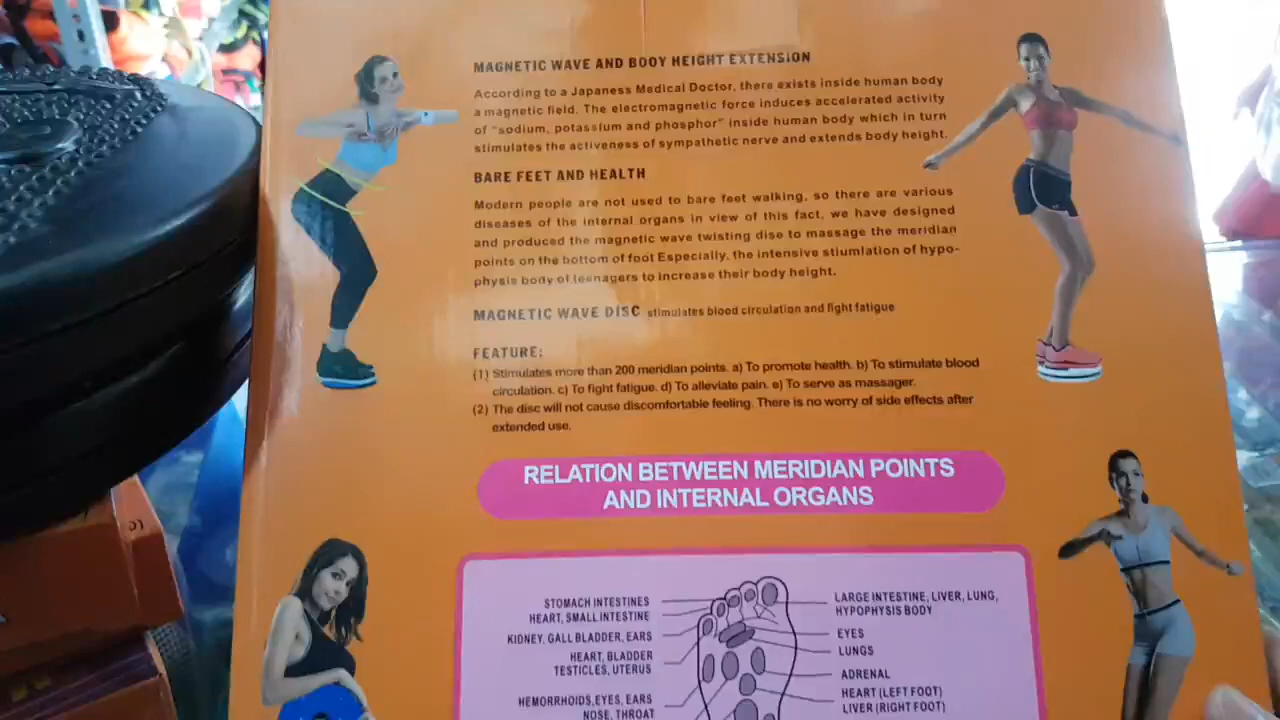 MAGNETIC WAVE AND BOOY HEIGHT EXTENSION
According to a Japaness Medical Doctor, there exists inside human body
a magnetic field. The electromagnetic force induces accelerated activity
of "sodium, potassium and phosphor" inside human body which in turn
stimulates the activeness of sympathetic nerve and extends body height.
BARE FEET AND HEALTH
Modern people are not used to bare feet walking, so there are various
diseases of the internal organs in view of this fact, we have designed
and produced the magnetic wave twisting dise to massage the meridian
points on the bottom of foot Especially, the intensive stiumlation of hypo-
physis body of teenagers to increase their body height.
MAGNETIC WAVE DISC stimulates blood circulation and fight fatigue
FEATURE:
(1) Stimulates more than 200 meridian points. a) To promote health. b) To stimulate blood
circulation. c) To fight fatigue. d) To alleviate pain. e) To serve as massager.
(2) The disc will not cause discomfortable feeling. There is no worry of side effects after
extended use.
RELATION BETWEEN MERIDIAN POINTS
AND INTERNAL ORGANS
STOMACH INTESTINES
HEART, SMALL INTESTINE
KIDNEY, GALL BLADDER, EARS
HEART, BLADDER
TESTICLES, UTERUS
HEMORRHOIDS, EYES, EARS
NOSE, THROAT
LARGE INTESTINE, LIVER, LUNG,
HYPOPHYSIS BODY
EYES
LUNGS
ADRENAL
HEART (LEFT FOOT)
LIVER (RIGHT FOOT)